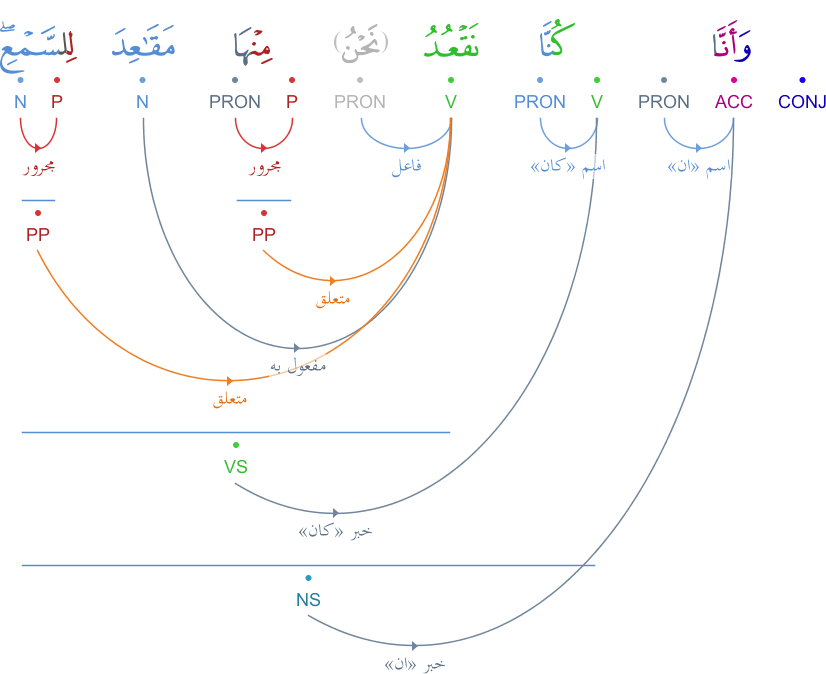 وَأَنَّا كُنَّا نَقْعُدُ (نَحْنُ) مِنْهَا مَقَٰعِدَ لِلسَّمْعِ ۖ
CONJ ACC PRON V PRON V PRON P PRON N P N
اسم «ان» اسم «كان» فاعل مجرور مجرور
PP PP
متعلق
مفعول به
متعلق
VS
خبر «كان»
NS
خبر «ان»